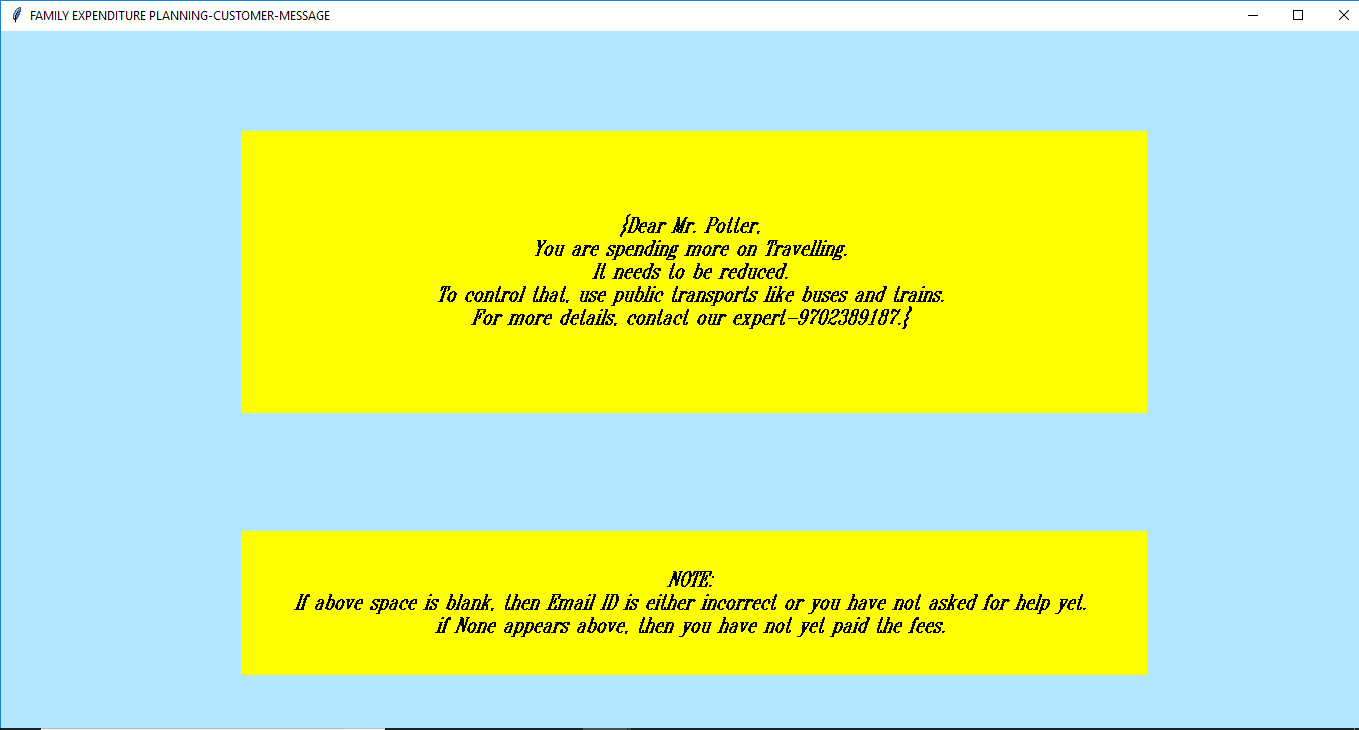 FAMILY EXPENDITURE PLANNING-CUSTOMER-MESSAGE
{Dear Mr. Potter,
You are spending more on Travelling.
It needs to be reduced.
To control that, use public transports like buses and trains.
For more details, contact our expert-9702389187.}
NOTE:
If above space is blank, then Email ID is either incorrect or you have not asked for help yet.
if None appears above, then you have not yet paid the fees.